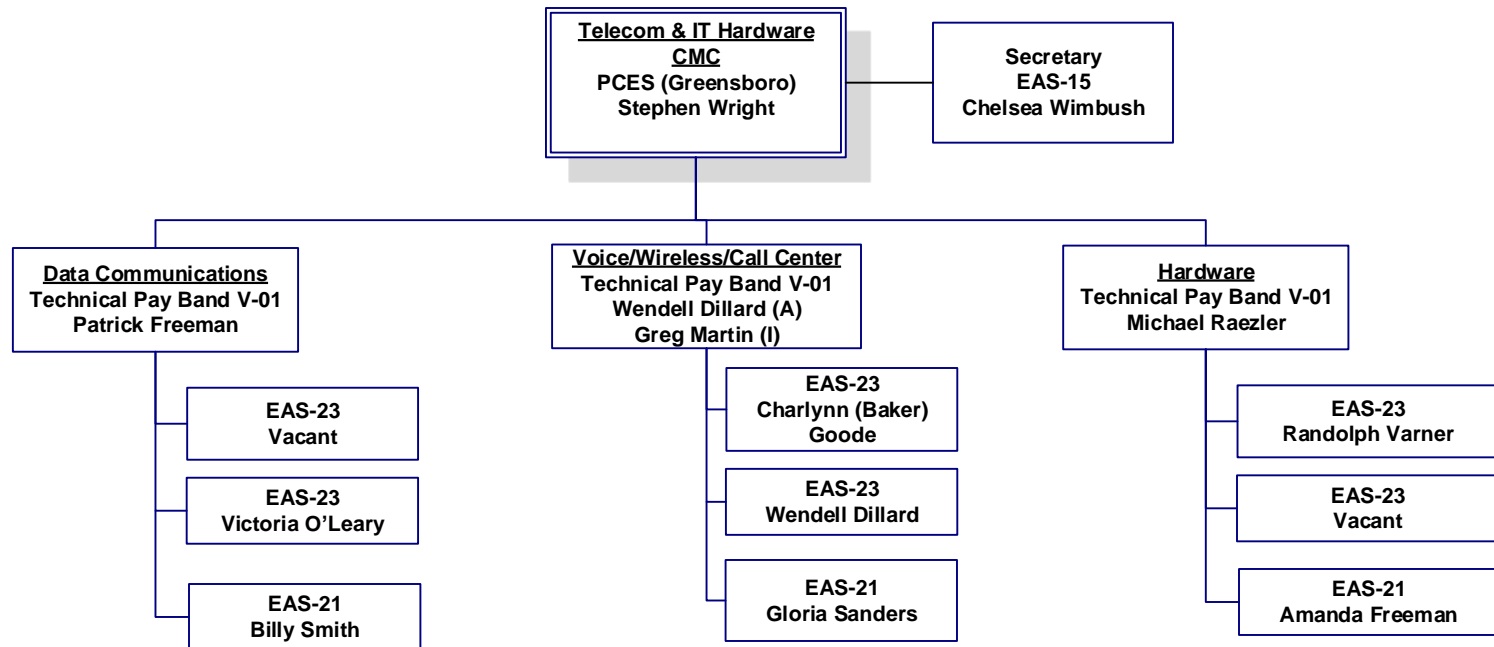 Telecom & IT Hardware
CMC
PCES (Greensboro)
Stephen Wright
Secretary
EAS-15
Chelsea Wimbush
Data Communications
Technical Pay Band V-01
Patrick Freeman
EAS-23
Vacant
EAS-23
Victoria O’Leary
EAS-21
Billy Smith
Voice/Wireless/Call Center
Technical Pay Band V-01
Wendell Dillard (A)
Greg Martin (I)
EAS-23
Charlynn (Baker)
Goode
EAS-23
Wendell Dillard
EAS-21
Gloria Sanders
Hardware
Technical Pay Band V-01
Michael Raezler
EAS-23
Randolph Varner
EAS-23
Vacant
EAS-21
Amanda Freeman